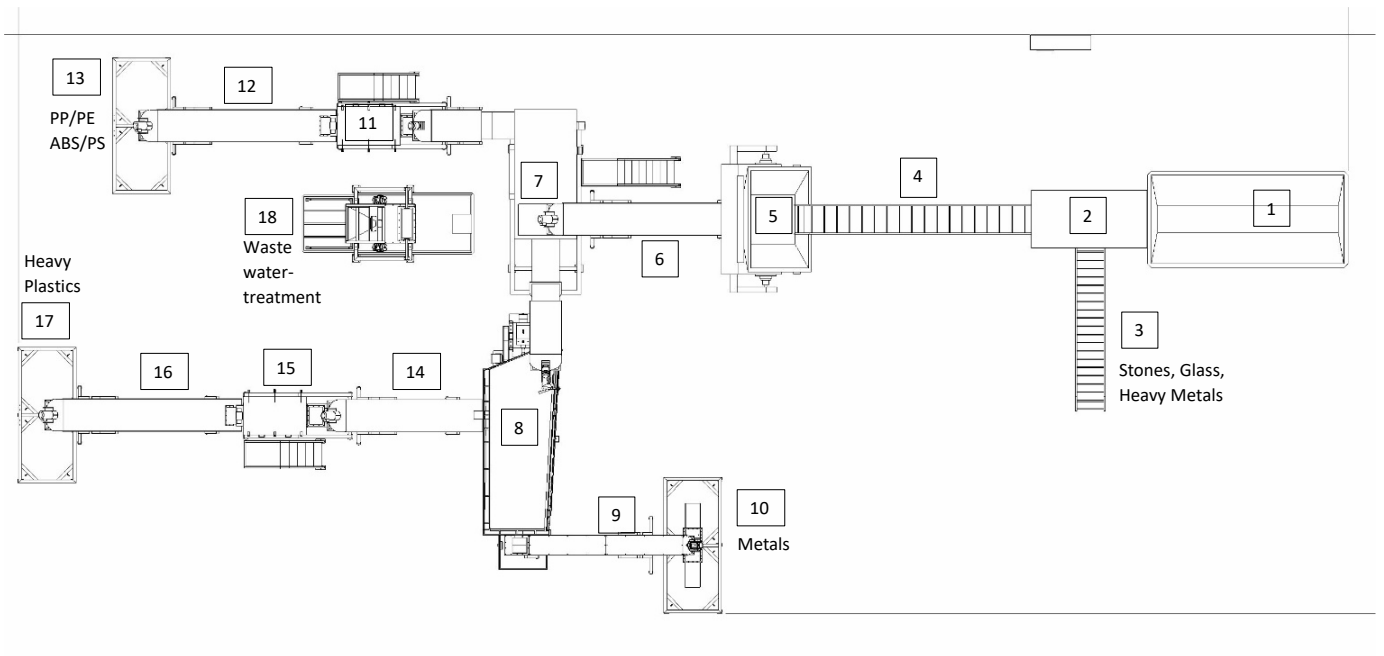 13
PP/PE
ABS/PS
12
11
7
4
5
2
1
6
18
Waste
water-
treatment
3
Stones, Glass,
Heavy Metals
Heavy
Plastics
17
16
15
14
8
9
10
Metals